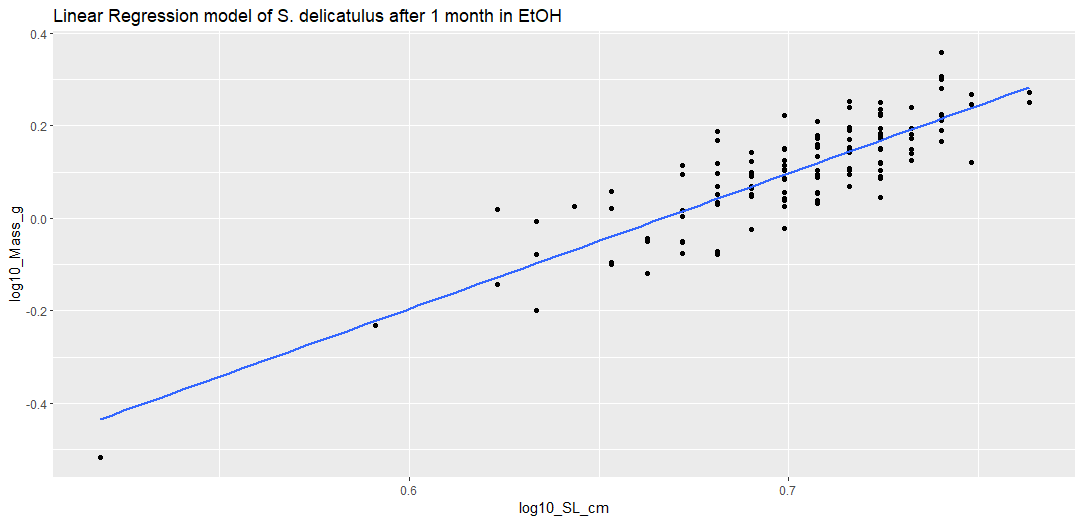 Linear Regression model of S. delicatulus after 1 month in EtOH
0.4
0.2
0.0
-0.2
-0.4
log10_Mass_g
0.6
0.7
log10_SL_cm